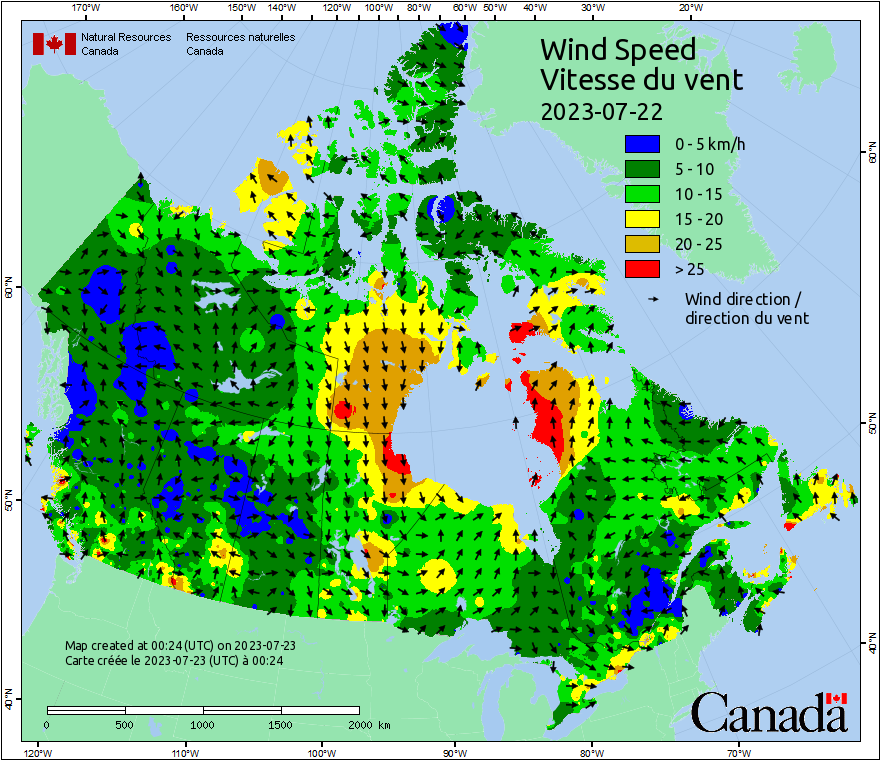 170°W 160°W 150°W 140°W 120°W 100°W 80°W 60°W 50°W 40°W 30°W 20°W
Natural Resources Canada
Ressources naturelles Canada
Wind Speed
Vitesse du vent
2023-07-22
0 - 5 km/h
5 - 10
10 - 15
15 - 20
20 - 25
> 25
Wind direction /
direction du vent
60°N
60°N
50°N
50°N
40°N
40°N
Map created at 00:24 (UTC) on 2023-07-23
Carte créée le 2023-07-23 (UTC) à 00:24
0 500 1000 1500 2000 km
Canada
120°W 110°W 100°W 90°W 80°W 70°W